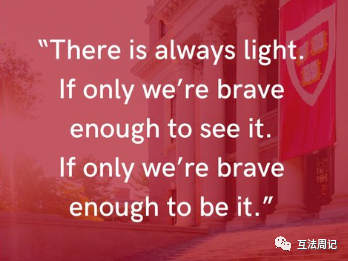 “There is always light.
If only we’re brave
enough to see it.
If only we’re brave
enough to be it.”
互法周记